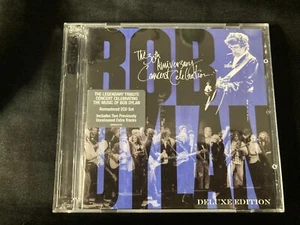 BOB
The 30th
Anniversary
Concert Celebration
THE LEGENDARY TRIBUTE
CONCERT CELEBRATING
THE MUSIC OF BOB DYLAN
Remastered 2CD Set
Includes Two Previously
Unreleased Extra Tracks
DYLAN
DELUXE EDITION